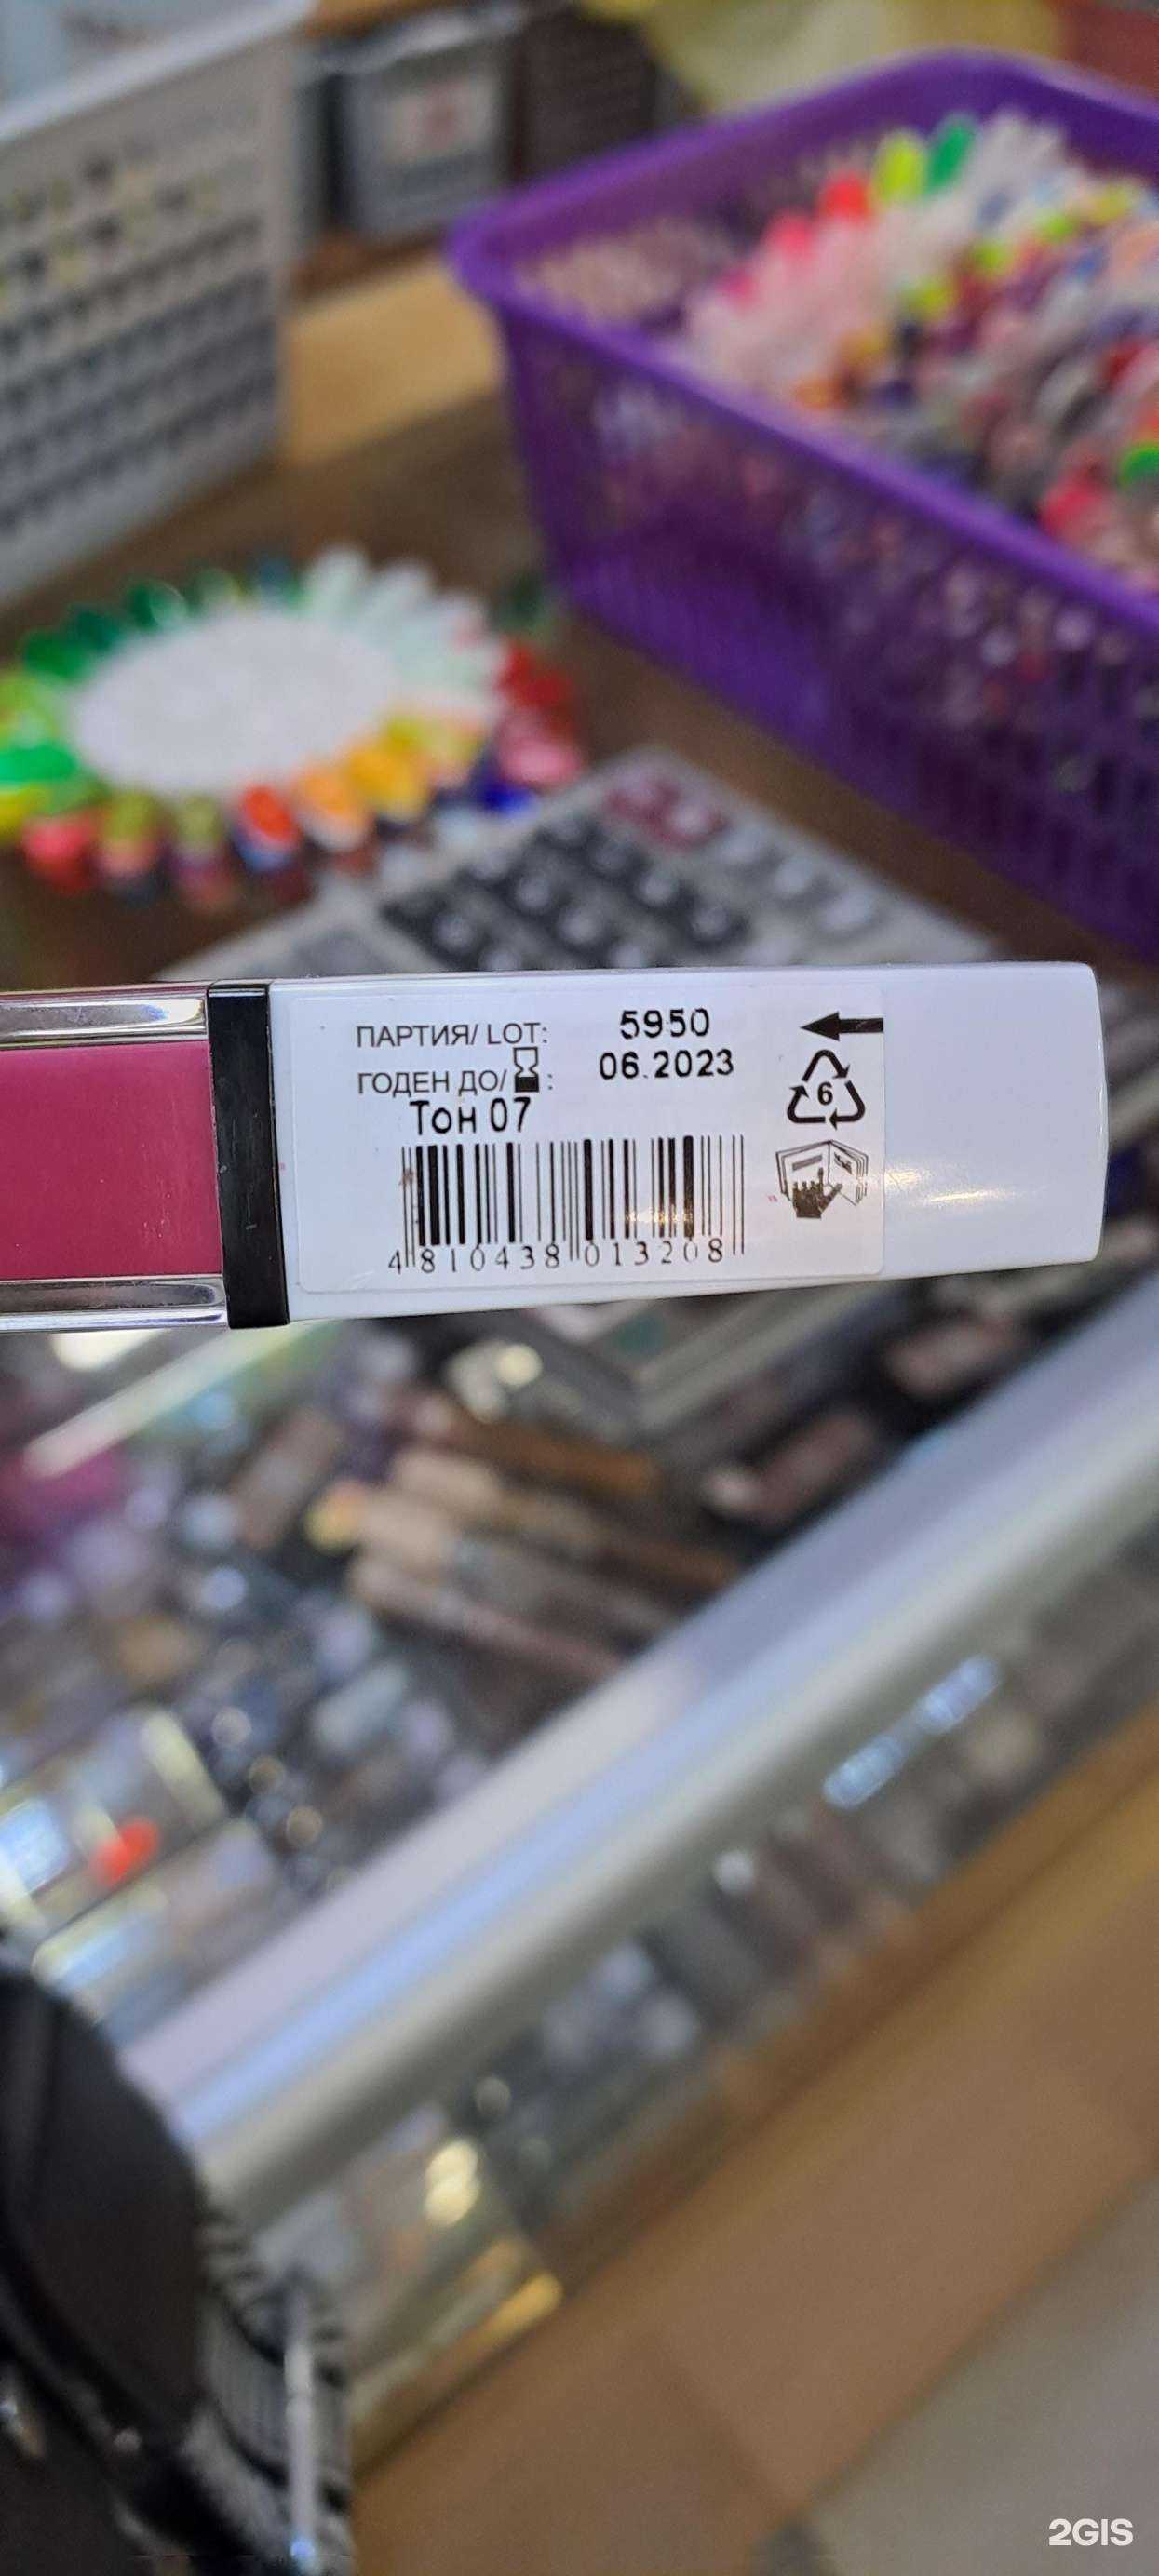 ПАРТИЯ/ LOT: 5950
ГОДЕН ДО/ : 06.2023
Тон 07
6
4 810438 013208
2GIS